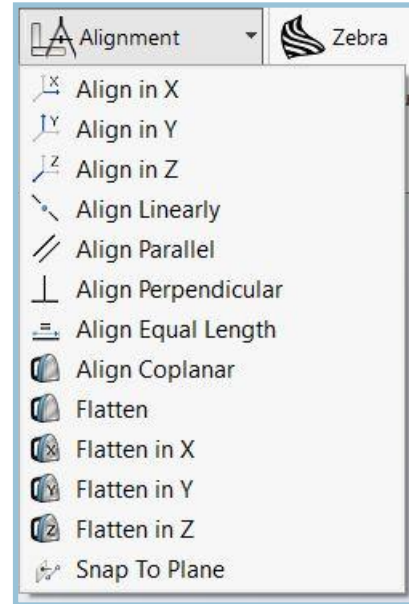 Alignment Zebra
X Align in X
Y Align in Y
Z Align in Z
Align Linearly
Align Parallel
Align Perpendicular
Align Equal Length
Align Coplanar
Flatten
X Flatten in X
Y Flatten in Y
Z Flatten in Z
Snap To Plane